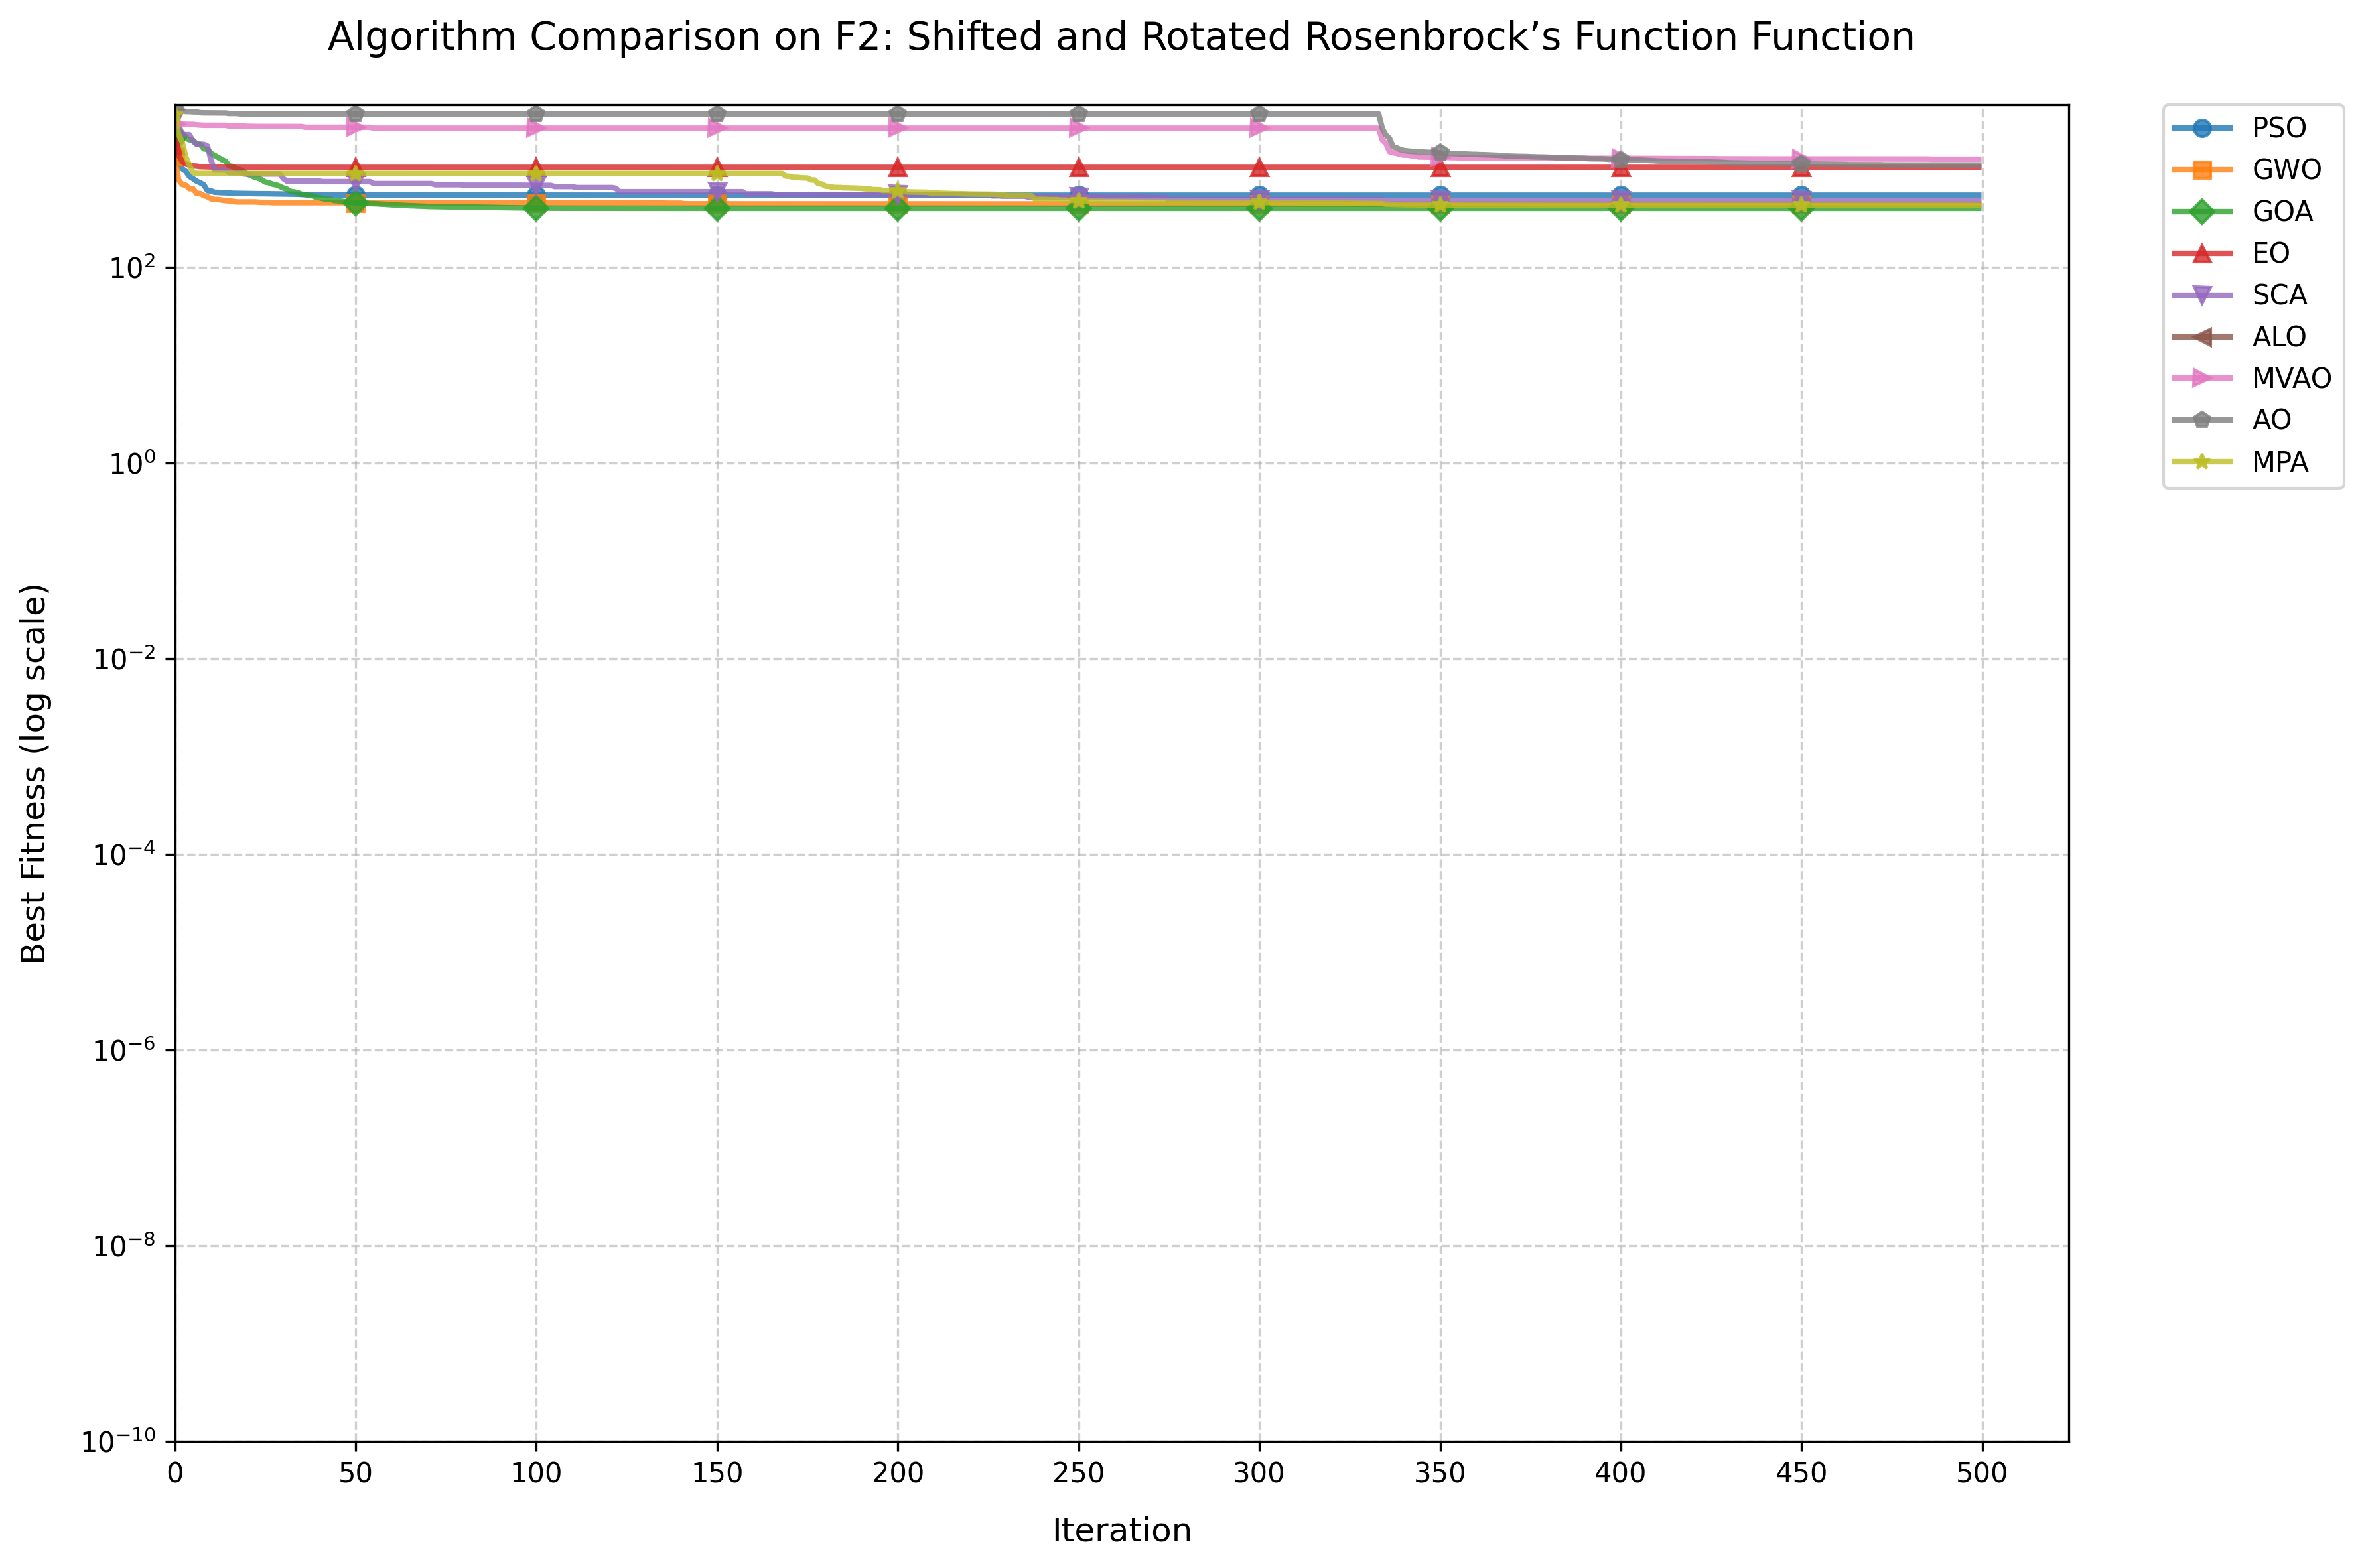 Algorithm Comparison on F2: Shifted and Rotated Rosenbrock’s Function Function
Best Fitness (log scale)
10²
10⁰
10⁻²
10⁻⁴
10⁻⁶
10⁻⁸
10⁻¹⁰
0 50 100 150 200 250 300 350 400 450 500
Iteration
PSO
GWO
GOA
EO
SCA
ALO
MVAO
AO
MPA